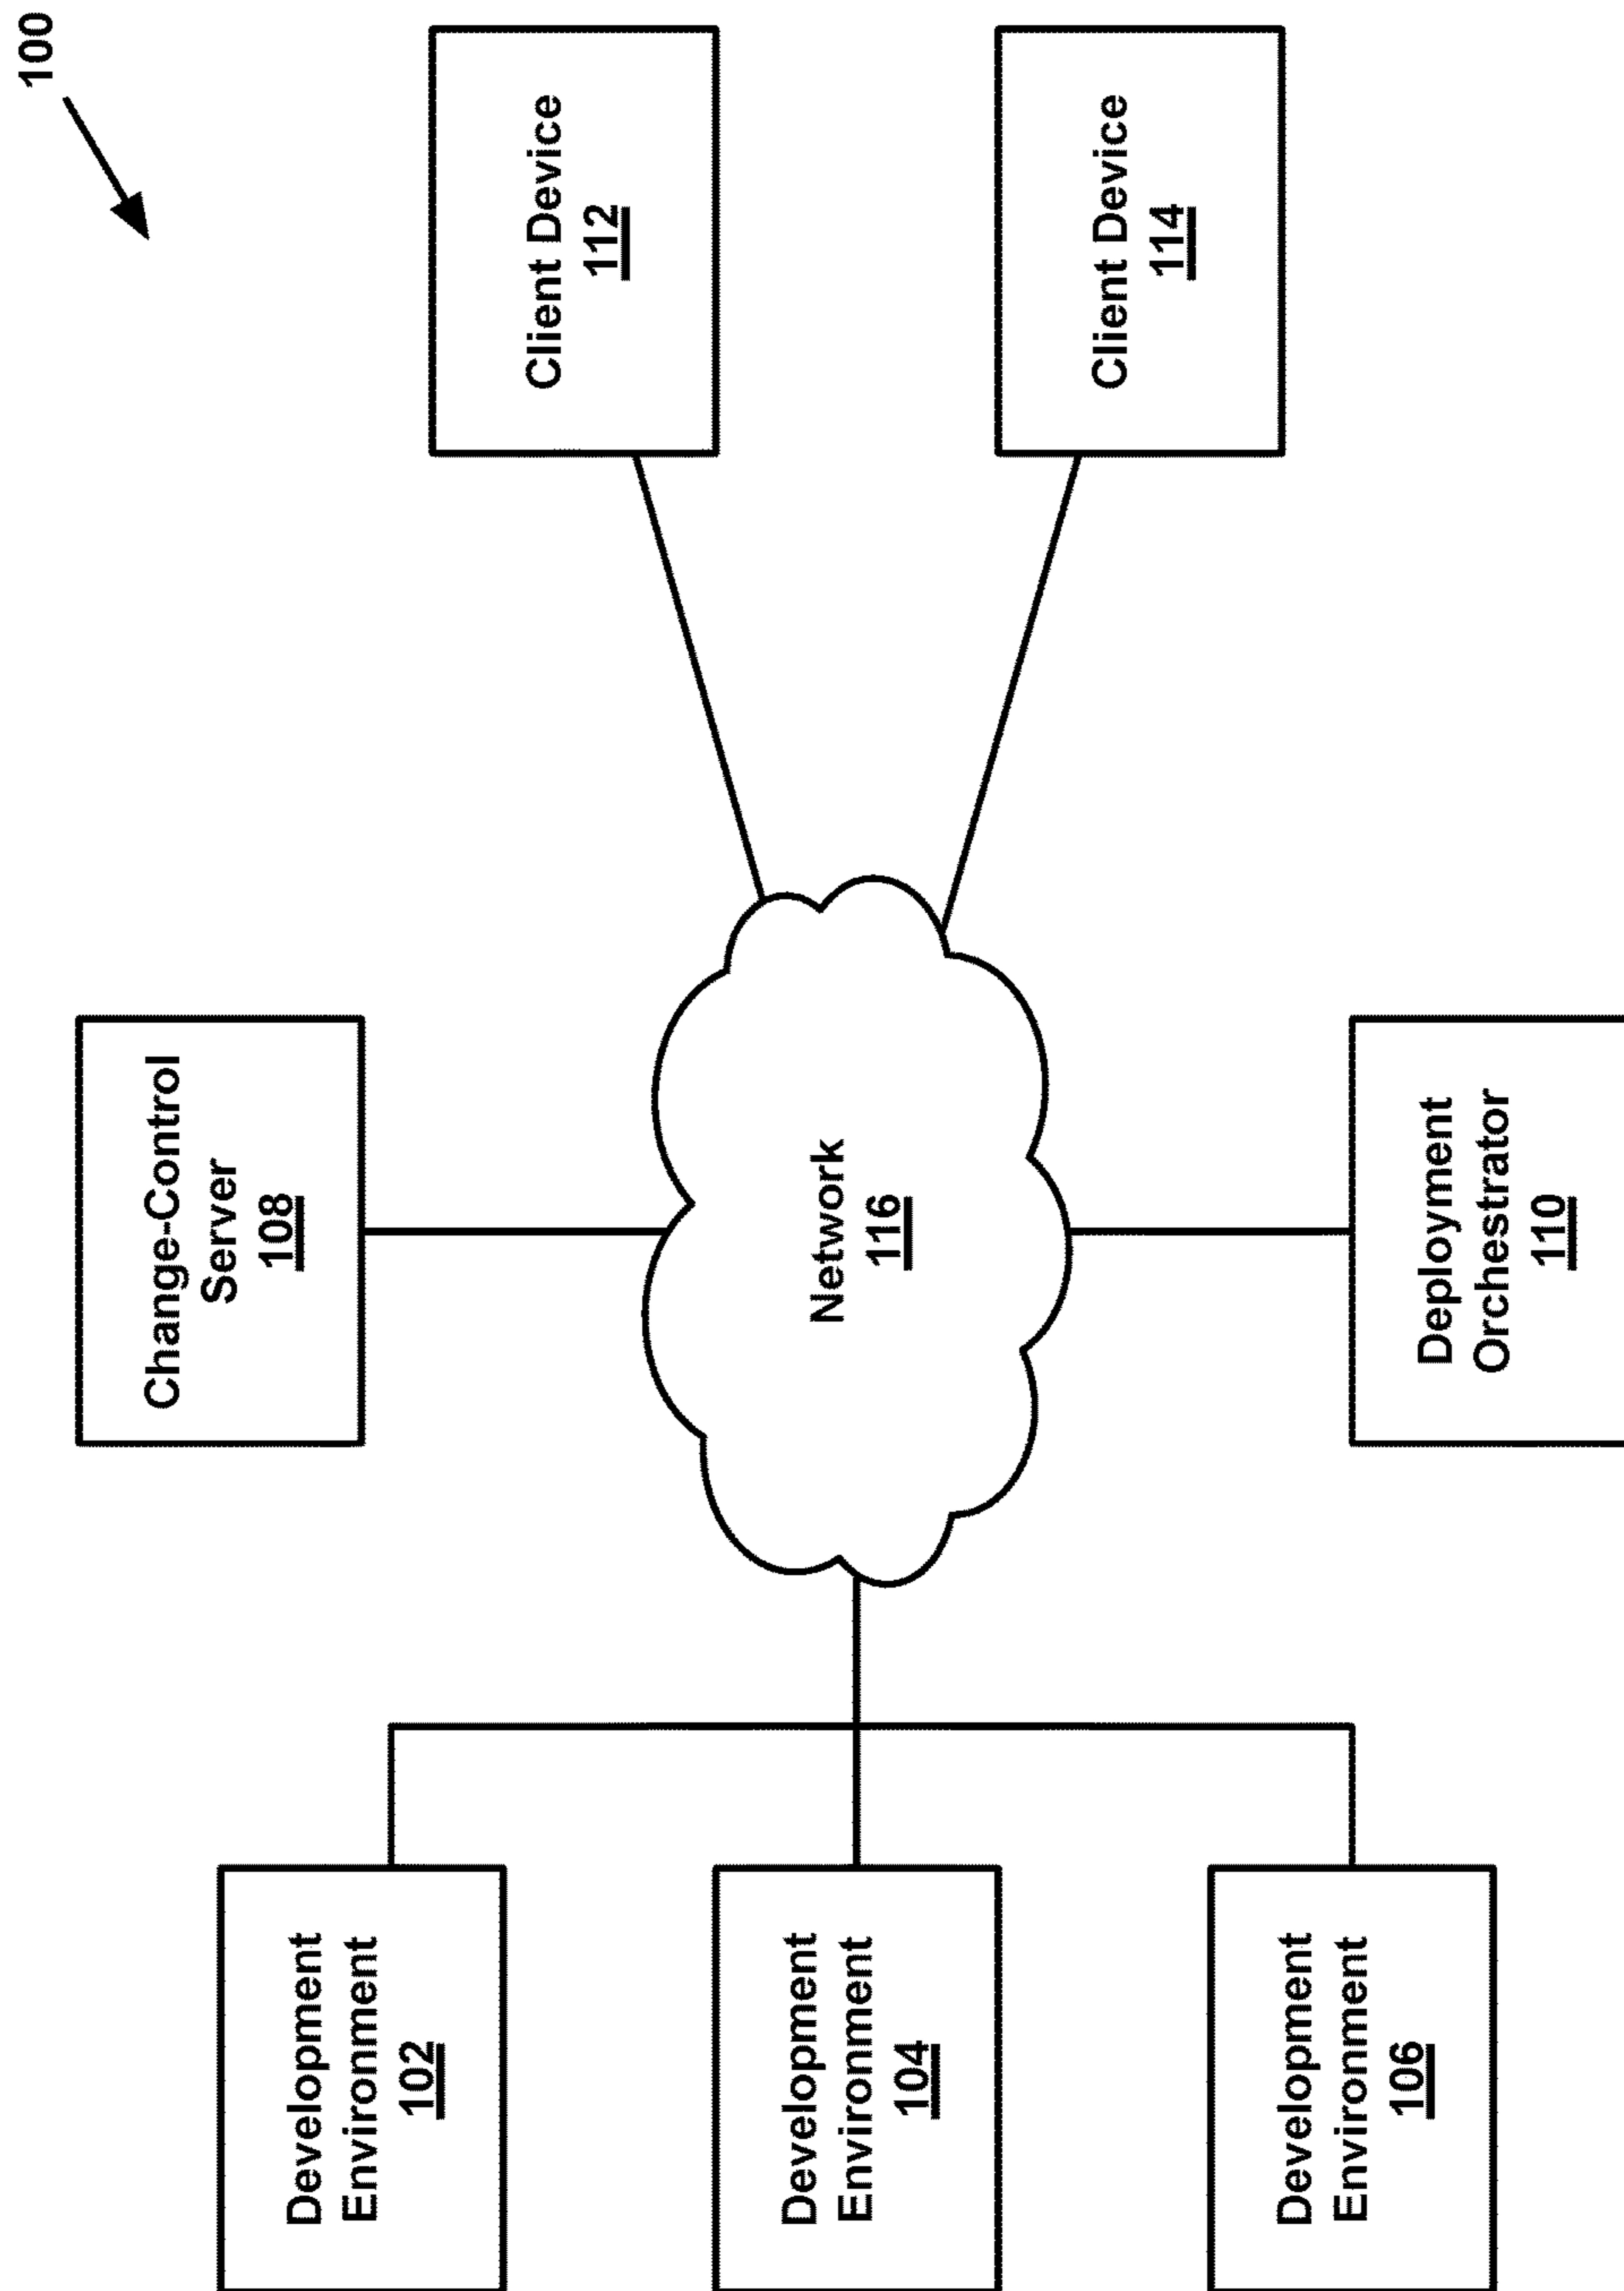 100
Change-Control
Server
108
Client Device
112
Client Device
114
Network
116
Development
Environment
102
Development
Environment
104
Development
Environment
106
Deployment
Orchestrator
110